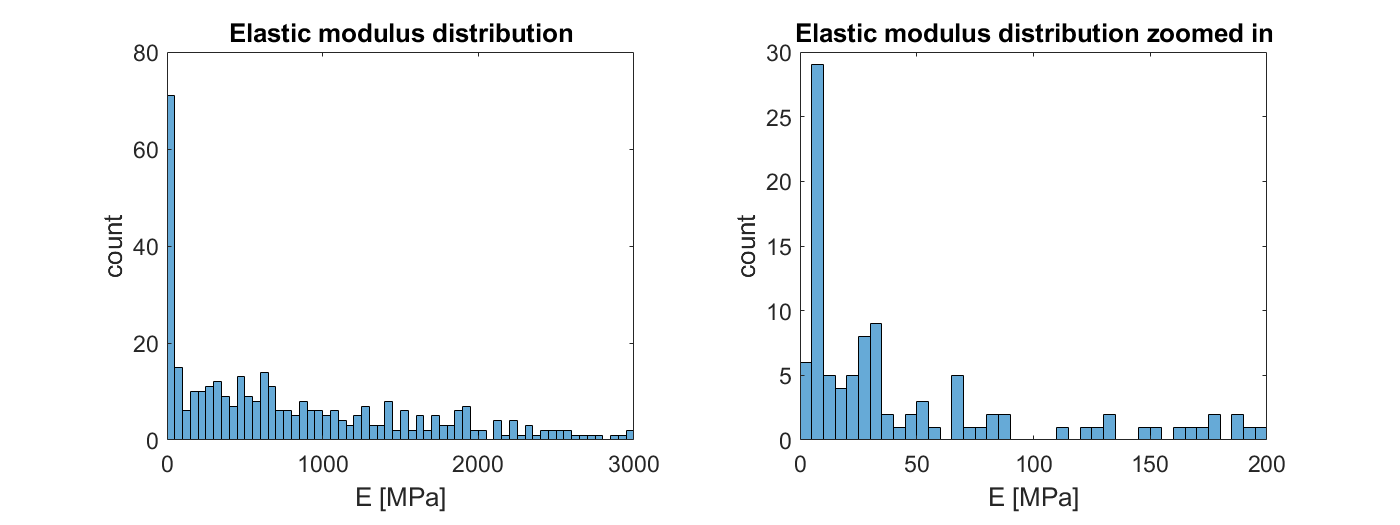 Elastic modulus distribution
80
60
40
20
0
count
0 1000 2000 3000
E [MPa]
Elastic modulus distribution zoomed in
30
25
20
15
10
5
0
count
0 50 100 150 200
E [MPa]